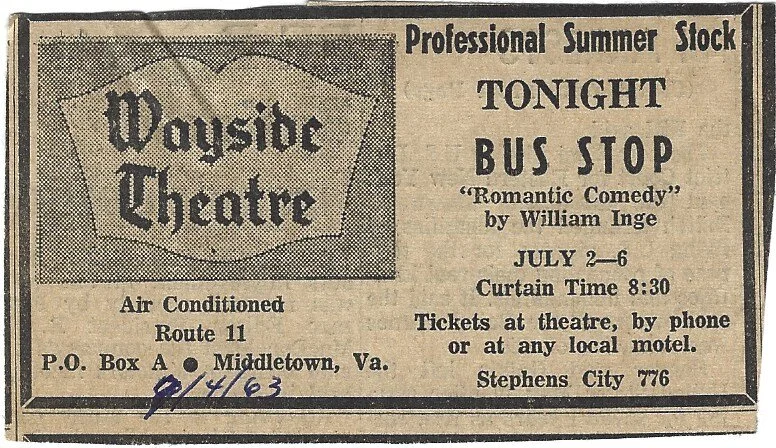 Wayside
Theatre
Air Conditioned
Route 11
P.O. Box A ● Middletown, Va.
7/4/63
Professional Summer Stock
TONIGHT
BUS STOP
“Romantic Comedy”
by William Inge
JULY 2—6
Curtain Time 8:30
Tickets at theatre, by phone
or at any local motel.
Stephens City 776